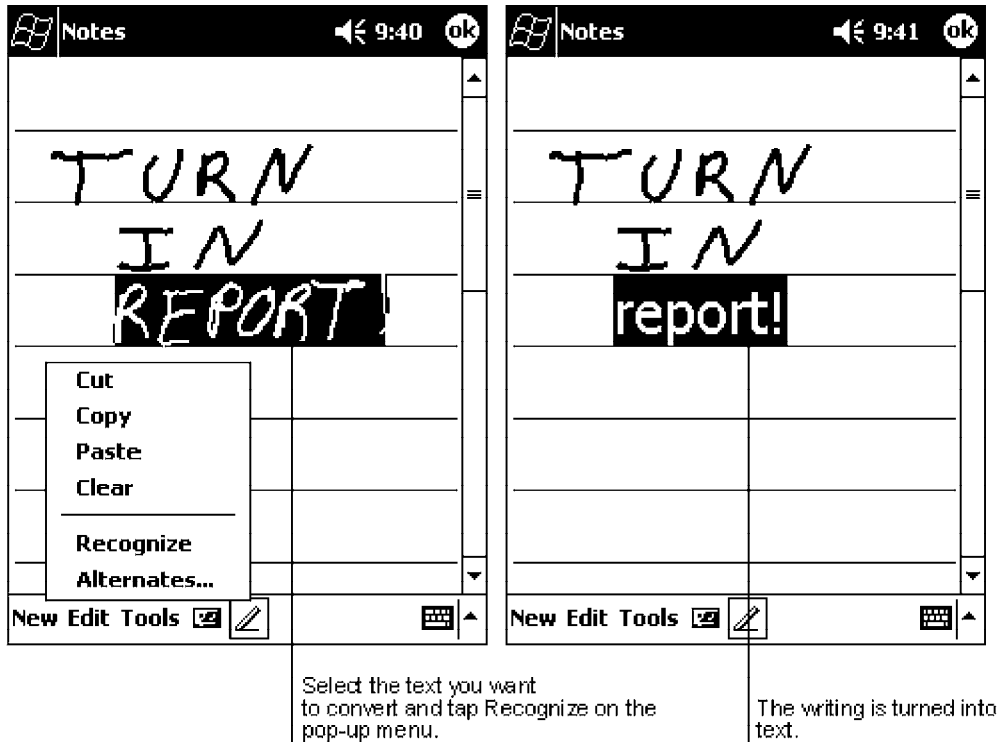 Notes 9:40 ok
TURN
IN
REPORT
Cut
Copy
Paste
Clear
Recognize
Alternates...
New Edit Tools
Select the text you want
to convert and tap Recognize on the
pop-up menu.
Notes 9:41 ok
TURN
IN
report!
New Edit Tools
The writing is turned into
text.